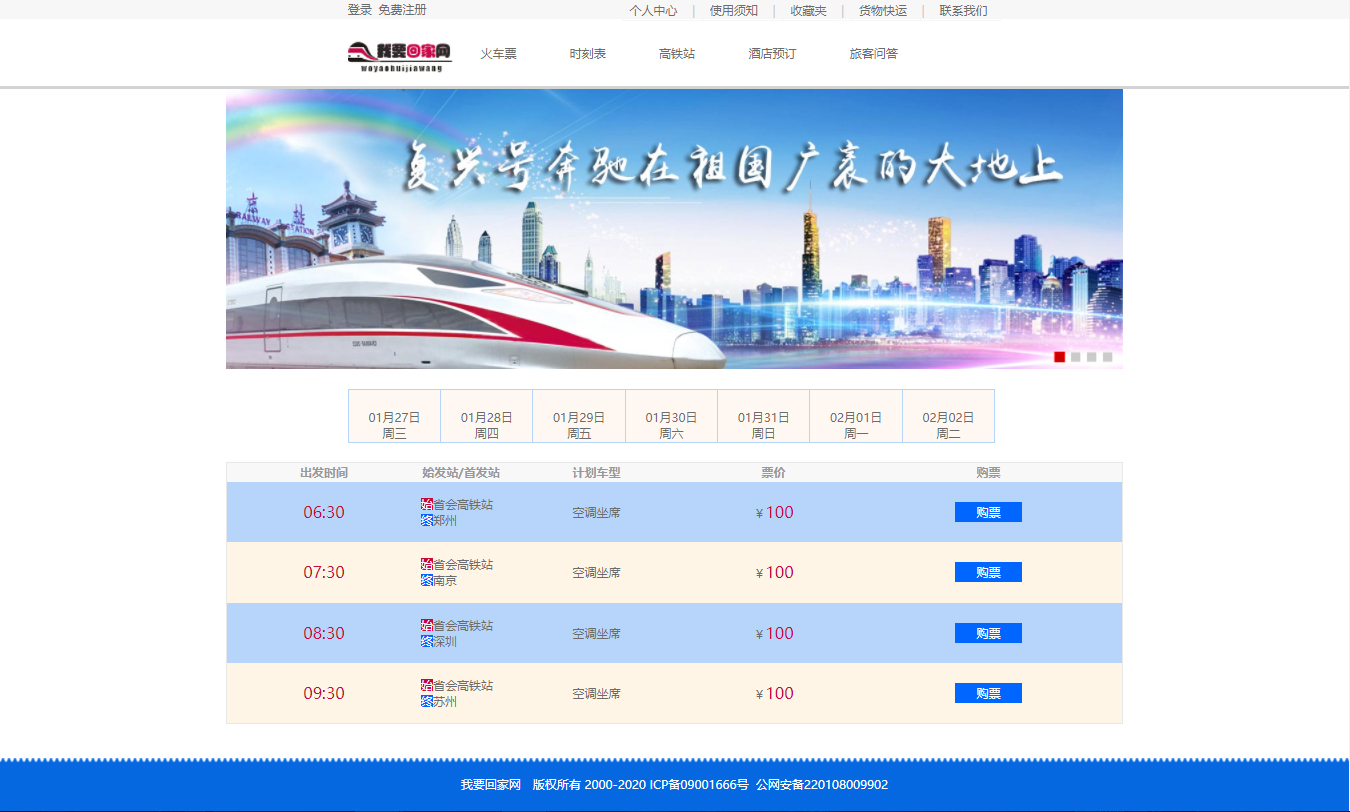 登录 免费注册 个人中心 | 使用须知 | 收藏夹 | 货物快运 | 联系我们
我要回家网 火车票 时刻表 高铁站 酒店预订 旅客问答
woyaohuijiawang
复兴号奔驰在祖国广袤的大地上
站
RAILWAY STATION
01月27日 01月28日 01月29日 01月30日 01月31日 02月01日 02月02日
周三 周四 周五 周六 周日 周一 周二
出发时间 始发站/首发站 计划车型 票价 购票
06:30 始省会高铁站 空调坐席 ¥ 100 购票
终郑州
07:30 始省会高铁站 空调坐席 ¥ 100 购票
终南京
08:30 始省会高铁站 空调坐席 ¥ 100 购票
终深圳
09:30 始省会高铁站 空调坐席 ¥ 100 购票
终苏州
我要回家网 版权所有 2000-2020 ICP备09001666号 公网安备220108009902